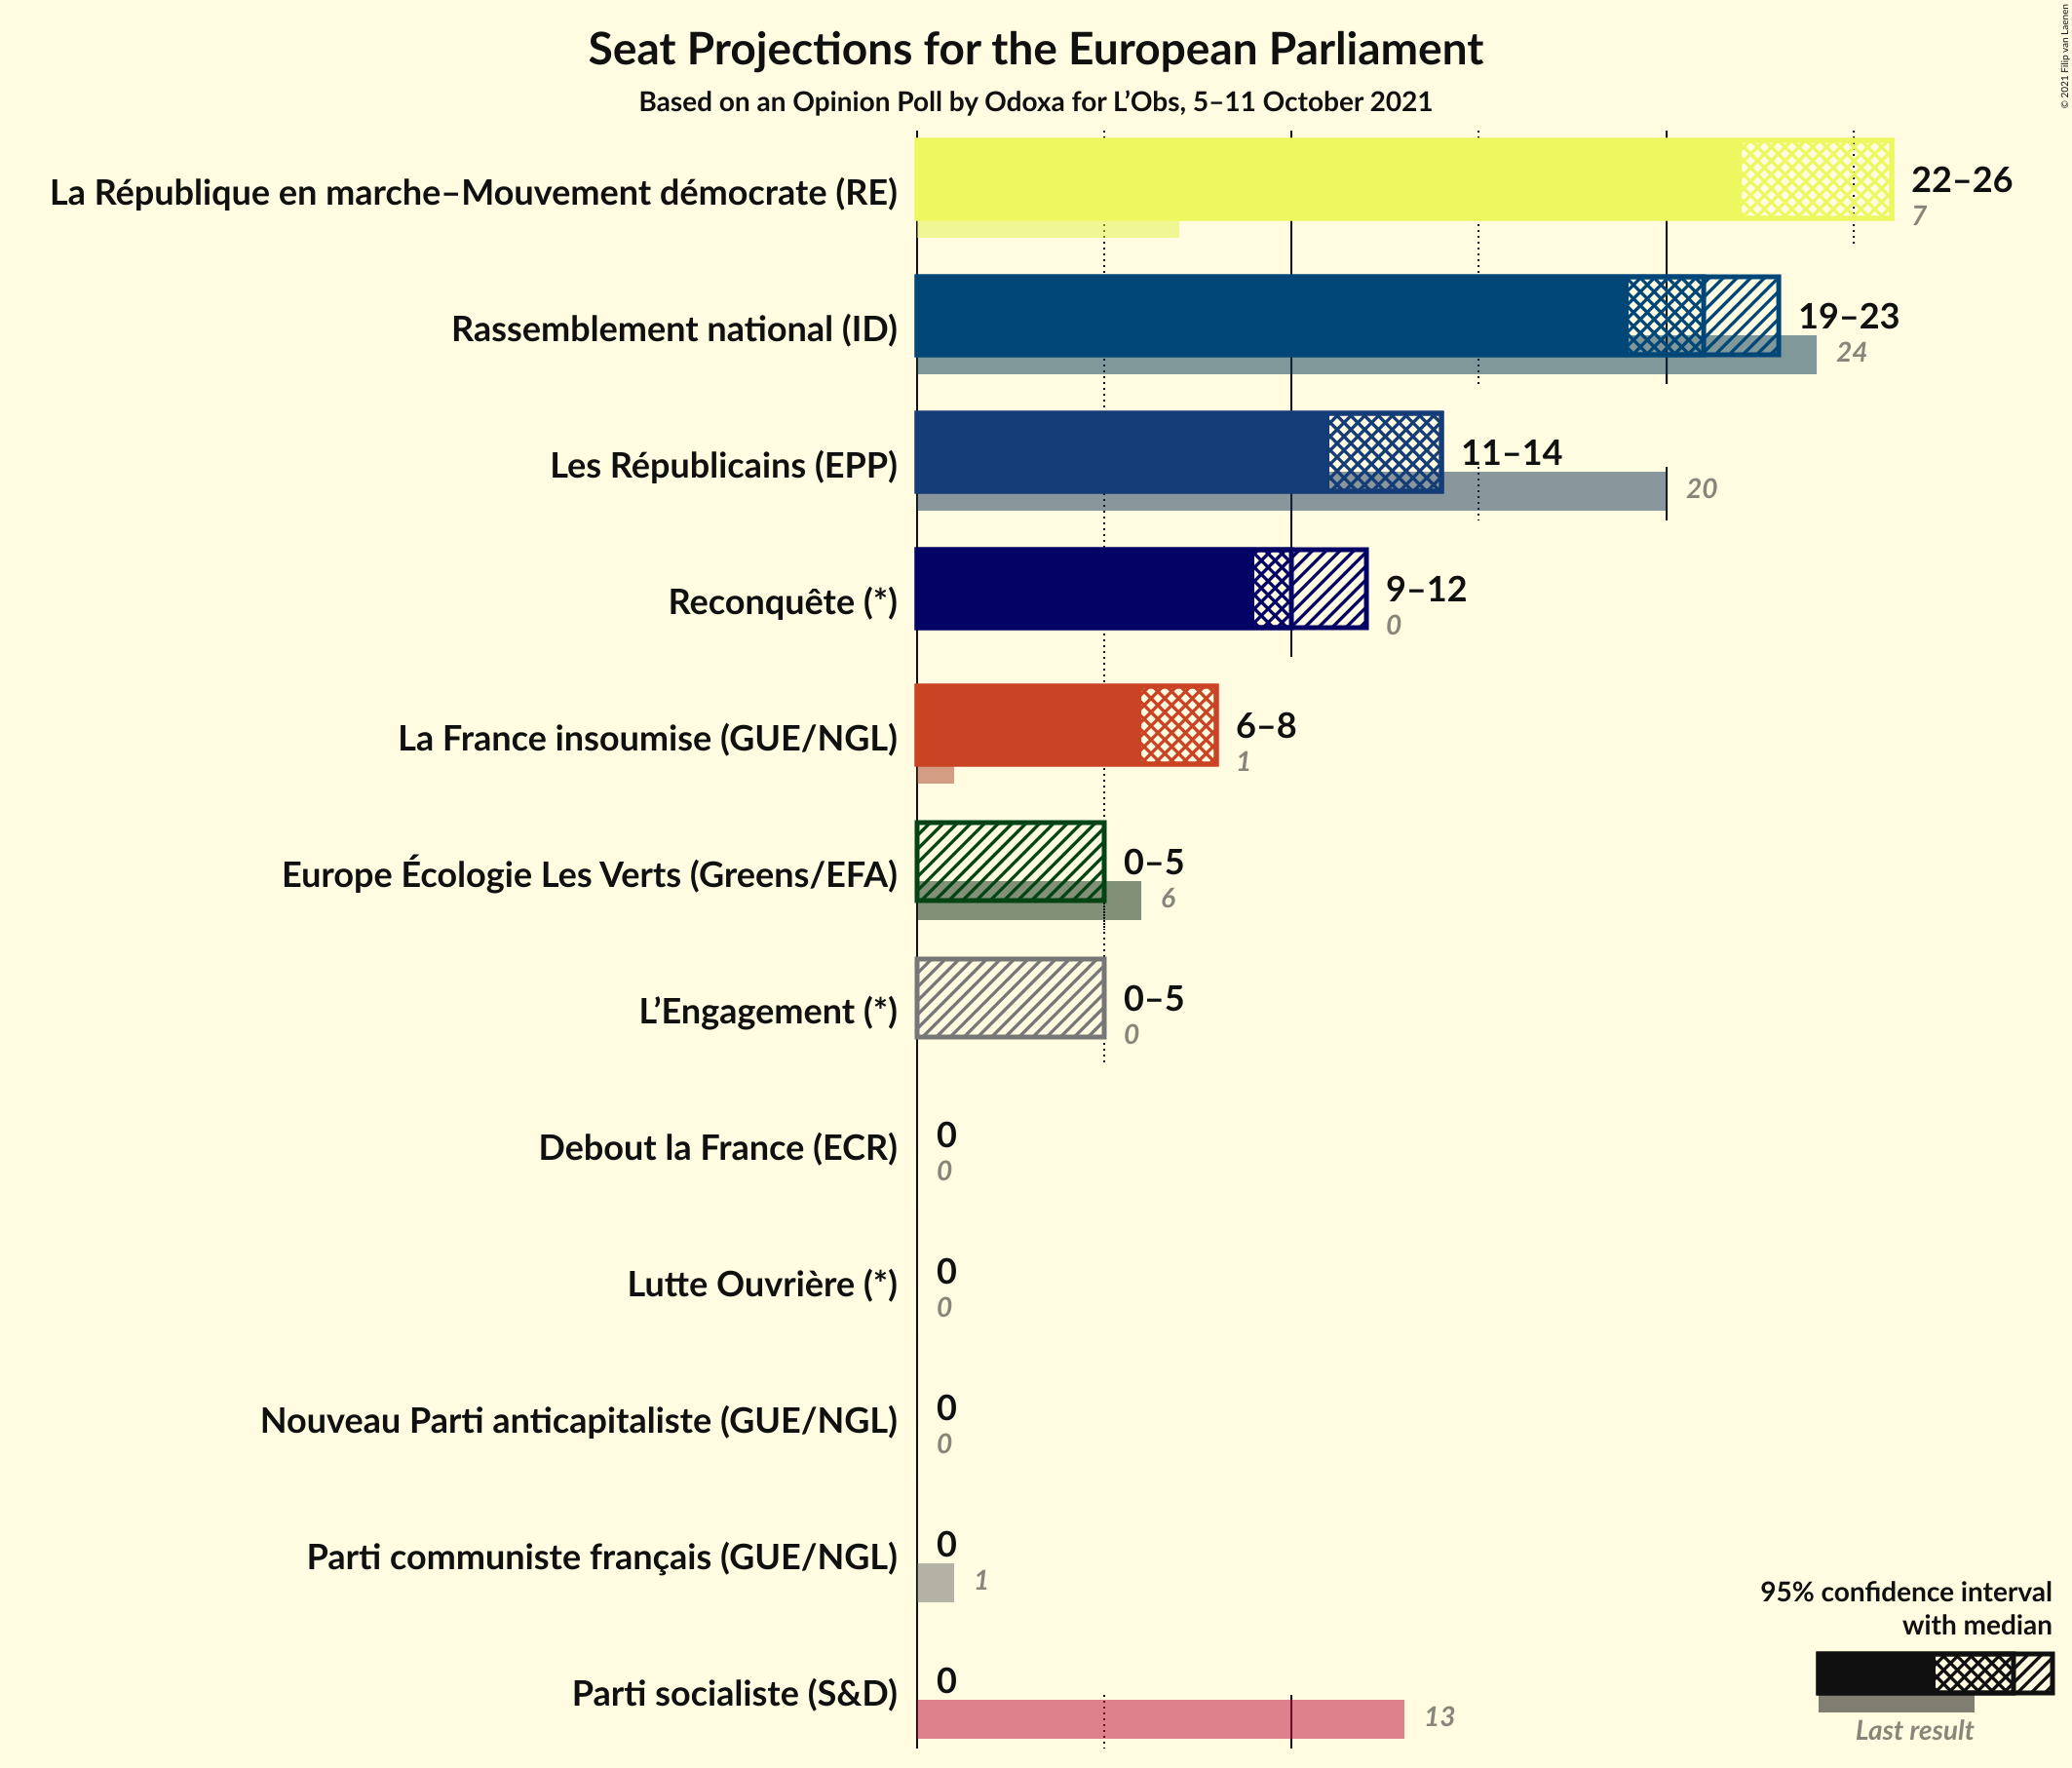 Seat Projections for the European Parliament
Based on an Opinion Poll by Odoxa for L’Obs, 5–11 October 2021
© 2021 Filip van Laenen
La République en marche–Mouvement démocrate (RE)
22–26
7
Rassemblement national (ID)
19–23
24
Les Républicains (EPP)
11–14
20
Reconquête (*)
9–12
0
La France insoumise (GUE/NGL)
6–8
1
Europe Écologie Les Verts (Greens/EFA)
0–5
6
L’Engagement (*)
0–5
0
Debout la France (ECR)
0
0
Lutte Ouvrière (*)
0
0
Nouveau Parti anticapitaliste (GUE/NGL)
0
0
Parti communiste français (GUE/NGL)
0
1
Parti socialiste (S&D)
0
13
95% confidence interval
with median
Last result